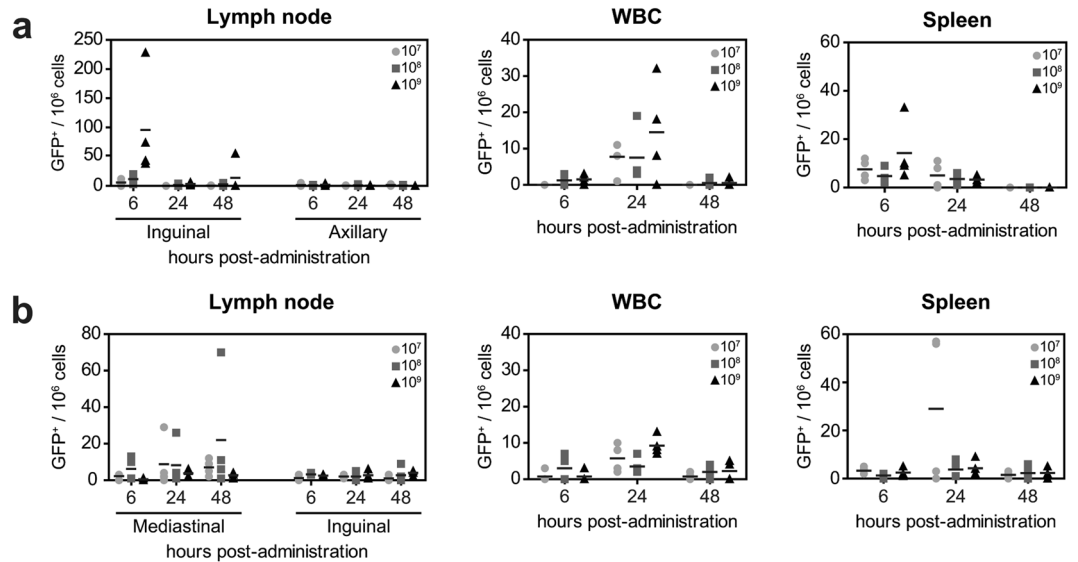 a
Lymph node
GFP⁺ / 10⁶ cells
250
200
150
100
50
0
10⁷
10⁸
10⁹
6 24 48 6 24 48
Inguinal Axillary
hours post-administration
WBC
GFP⁺ / 10⁶ cells
40
30
20
10
0
10⁷
10⁸
10⁹
6 24 48
hours post-administration
Spleen
GFP⁺ / 10⁶ cells
60
40
20
0
10⁷
10⁸
10⁹
6 24 48
hours post-administration
b
Lymph node
GFP⁺ / 10⁶ cells
80
60
40
20
0
10⁷
10⁸
10⁹
6 24 48 6 24 48
Mediastinal Inguinal
hours post-administration
WBC
GFP⁺ / 10⁶ cells
40
30
20
10
0
10⁷
10⁸
10⁹
6 24 48
hours post-administration
Spleen
GFP⁺ / 10⁶ cells
60
40
20
0
10⁷
10⁸
10⁹
6 24 48
hours post-administration